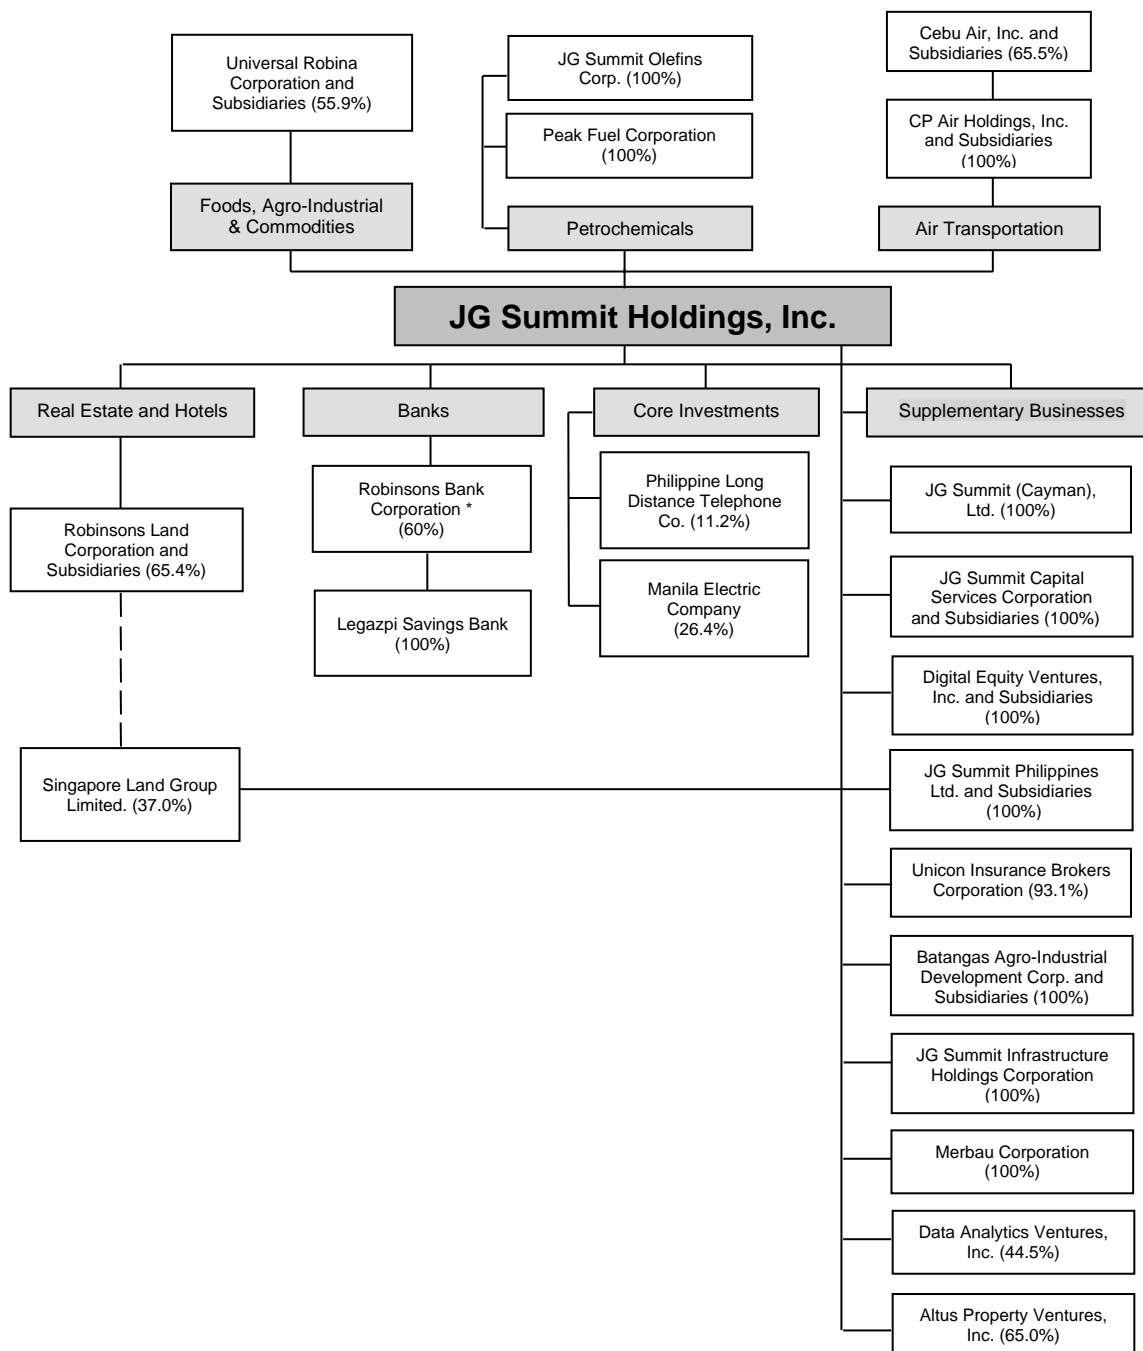 Universal Robina
Corporation and
Subsidiaries (55.9%)
JG Summit Olefins
Corp. (100%)
Peak Fuel Corporation
(100%)
Cebu Air, Inc. and
Subsidiaries (65.5%)
CP Air Holdings, Inc.
and Subsidiaries
(100%)
Foods, Agro-Industrial
& Commodities
Petrochemicals
Air Transportation
JG Summit Holdings, Inc.
Real Estate and Hotels
Banks
Core Investments
Supplementary Businesses
Robinsons Land
Corporation and
Subsidiaries (65.4%)
Singapore Land Group
Limited. (37.0%)
Robinsons Bank
Corporation *
(60%)
Legazpi Savings Bank
(100%)
Philippine Long
Distance Telephone
Co. (11.2%)
Manila Electric
Company
(26.4%)
JG Summit (Cayman),
Ltd. (100%)
JG Summit Capital
Services Corporation
and Subsidiaries (100%)
Digital Equity Ventures,
Inc. and Subsidiaries
(100%)
JG Summit Philippines
Ltd. and Subsidiaries
(100%)
Unicon Insurance Brokers
Corporation (93.1%)
Batangas Agro-Industrial
Development Corp. and
Subsidiaries (100%)
JG Summit Infrastructure
Holdings Corporation
(100%)
Merbau Corporation
(100%)
Data Analytics Ventures,
Inc. (44.5%)
Altus Property Ventures,
Inc. (65.0%)